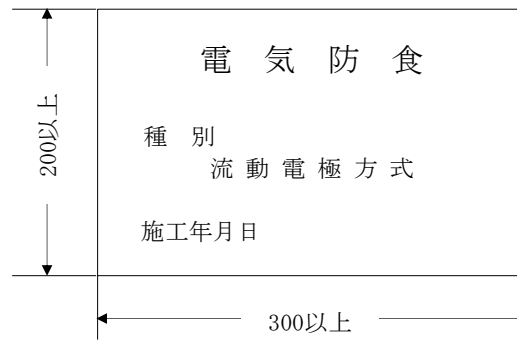 電気防食
種別
流動電極方式
施工年月日
200以上
300以上